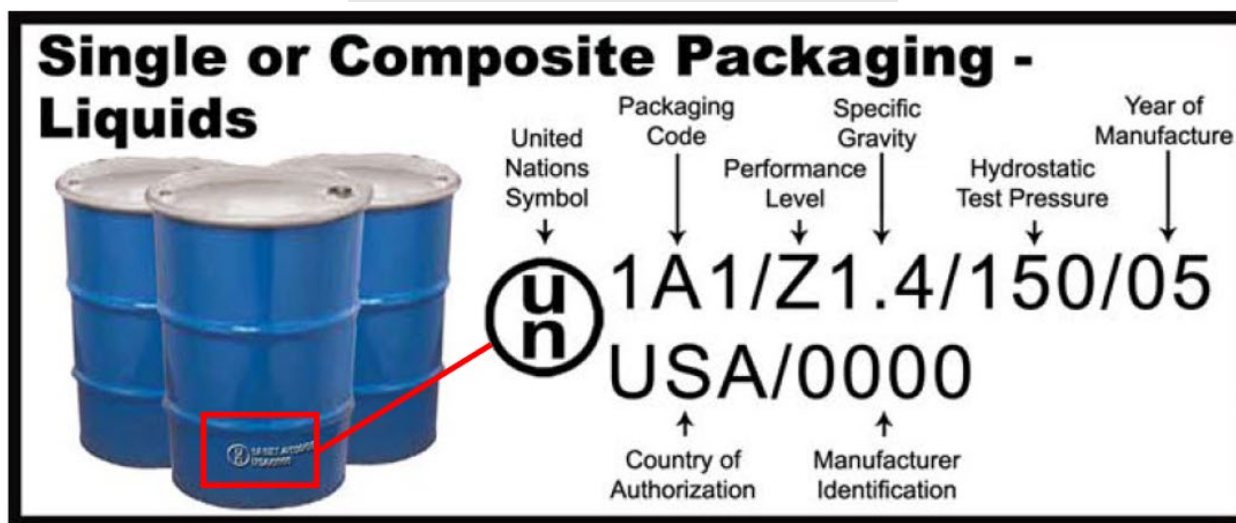 Single or Composite Packaging -
Liquids
United
Nations
Symbol
Packaging
Code
Performance
Level
Specific
Gravity
Hydrostatic
Test Pressure
Year of
Manufacture
un
1A1/Z1.4/150/05
USA/0000
Country of
Authorization
Manufacturer
Identification